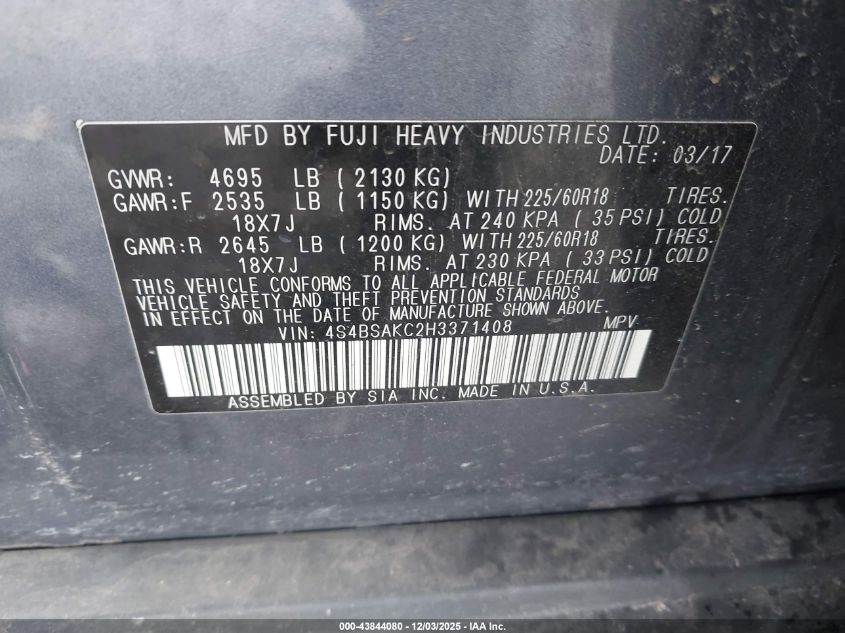 MFD BY FUJI HEAVY INDUSTRIES LTD.
DATE: 03/17
GVWR: 4695 LB ( 2130 KG)
GAWR:F 2535 LB ( 1150 KG) WITH 225/60R18 TIRES.
18X7J RIMS. AT 240 KPA ( 35 PSI) COLD
GAWR:R 2645 LB ( 1200 KG) WITH 225/60R18 TIRES.
18X7J RIMS. AT 230 KPA ( 33 PSI) COLD
THIS VEHICLE CONFORMS TO ALL APPLICABLE FEDERAL MOTOR
VEHICLE SAFETY AND THEFT PREVENTION STANDARDS
IN EFFECT ON THE DATE OF MANUFACTURE SHOWN ABOVE.
VIN: 4S4BSAKC2H3371408 MPV
ASSEMBLED BY SIA INC. MADE IN U.S.A.
000-43844080 - 12/03/2025 - IAA Inc.